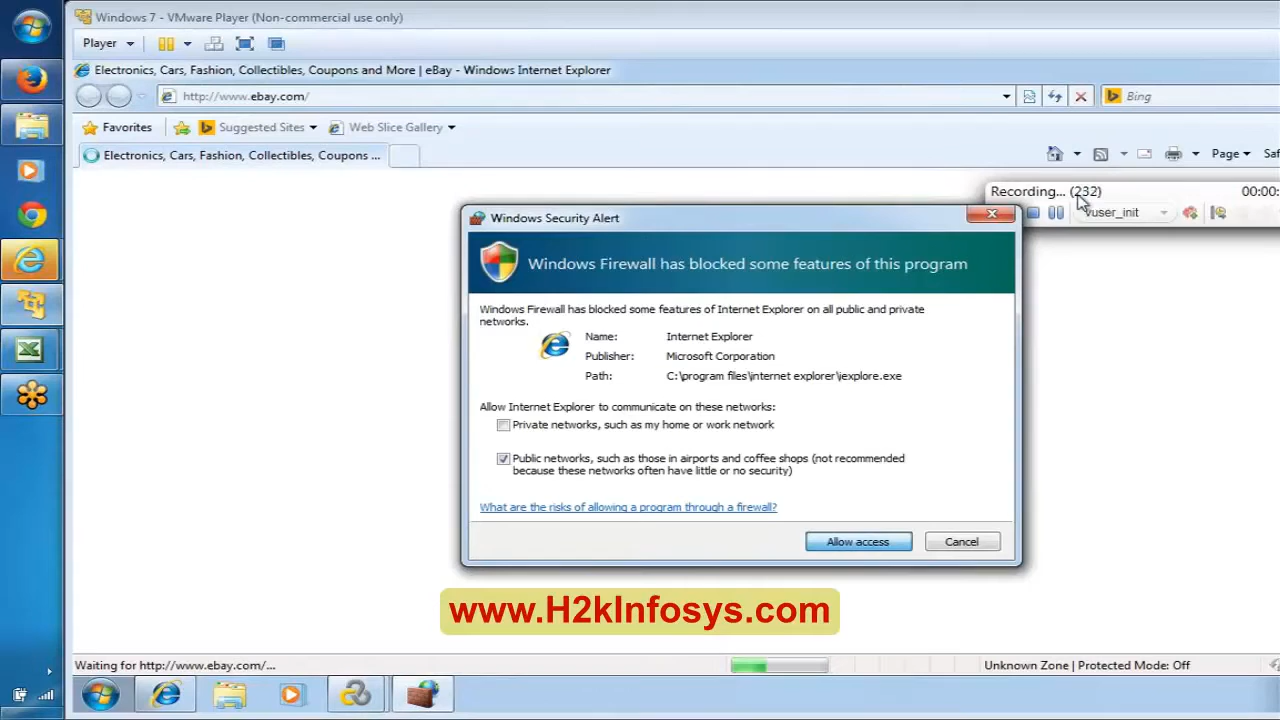 Windows 7 - VMware Player (Non-commercial use only)
Player
Electronics, Cars, Fashion, Collectibles, Coupons and More | eBay - Windows Internet Explorer
http://www.ebay.com/
Bing
Favorites
Suggested Sites
Web Slice Gallery
Electronics, Cars, Fashion, Collectibles, Coupons ...
Page
Saf
Recording... (232)
00:00:
vuser_init
Windows Security Alert
Windows Firewall has blocked some features of this program
Windows Firewall has blocked some features of Internet Explorer on all public and private
networks.
Name: Internet Explorer
Publisher: Microsoft Corporation
Path: C:\program files\internet explorer\iexplore.exe
Allow Internet Explorer to communicate on these networks:
Private networks, such as my home or work network
Public networks, such as those in airports and coffee shops (not recommended
because these networks often have little or no security)
What are the risks of allowing a program through a firewall?
Allow access
Cancel
www.H2kInfosys.com
Waiting for http://www.ebay.com/...
Unknown Zone | Protected Mode: Off